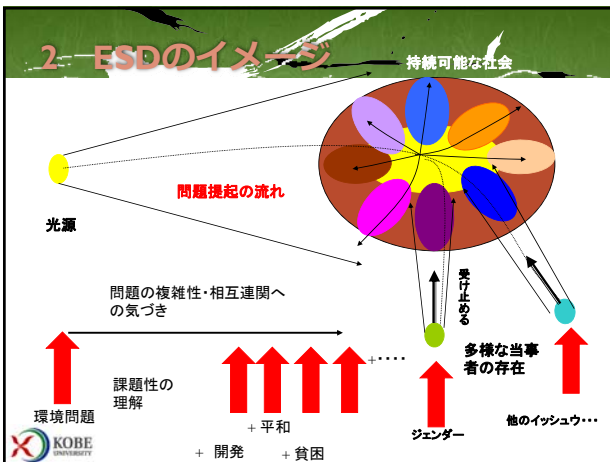 2 ESDのイメージ
持続可能な社会
光源
問題提起の流れ
問題の複雑性・相互連関へ
の気づき
受け止める
課題性の
理解
環境問題
+････
多様な当事
者の存在
+ 平和
+ 開発
+ 貧困
ジェンダー
他のイッシュウ･･･
KOBE
UNIVERSITY